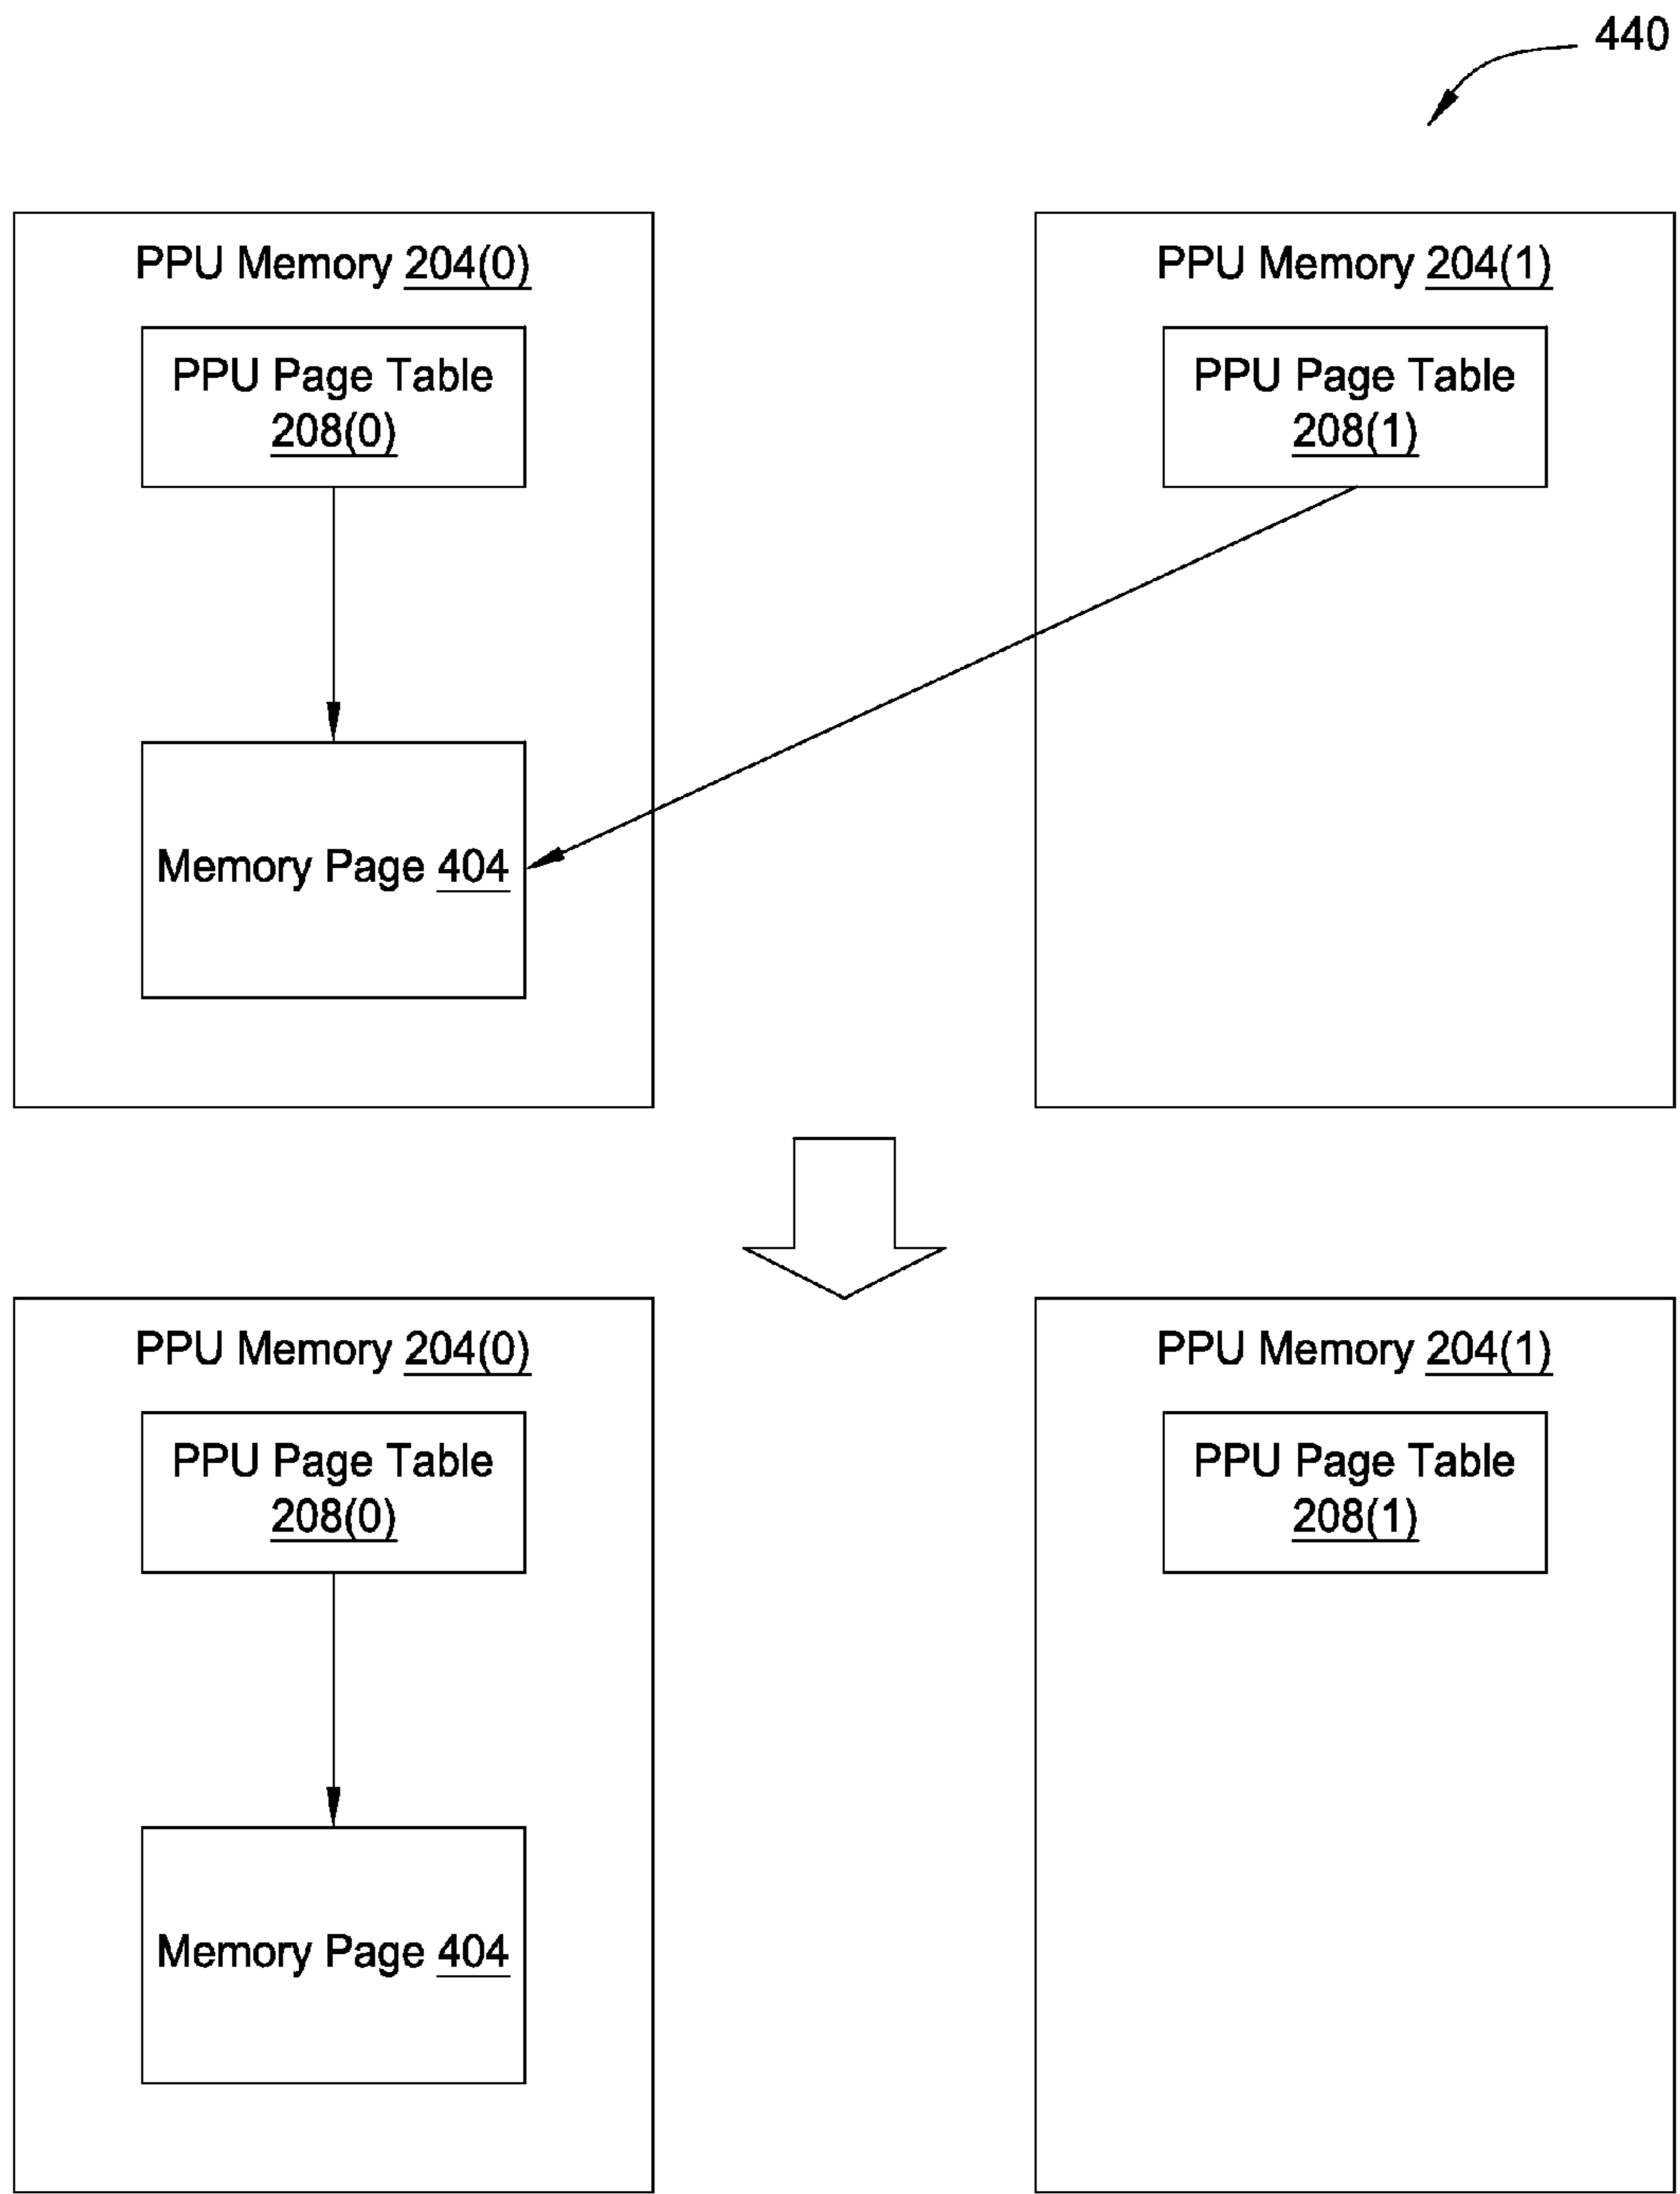 440
PPU Memory 204(0)
PPU Memory 204(1)
PPU Page Table
208(0)
PPU Page Table
208(1)
Memory Page 404
PPU Memory 204(0)
PPU Memory 204(1)
PPU Page Table
208(0)
PPU Page Table
208(1)
Memory Page 404